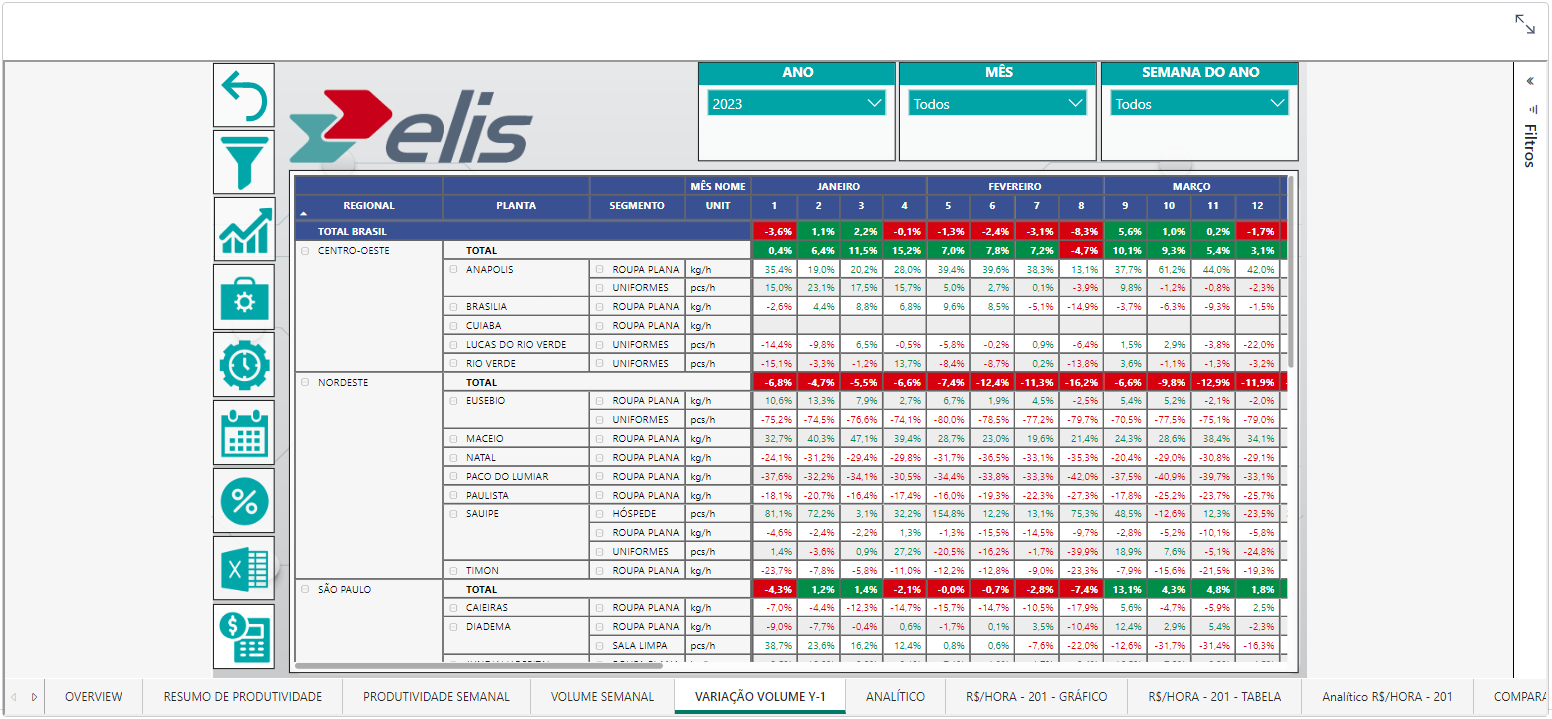 ANO MÊS SEMANA DO ANO
2023 Todos Todos
elis
Filtros
MÊS NOME JANEIRO FEVEREIRO MARÇO
REGIONAL PLANTA SEGMENTO UNIT 1 2 3 4 5 6 7 8 9 10 11 12
TOTAL BRASIL -3,6% 1,1% 2,2% -0,1% -1,3% -2,4% -3,1% -8,3% 5,6% 1,0% 0,2% -1,7%
CENTRO-OESTE TOTAL 0,4% 6,4% 11,5% 15,2% 7,0% 7,8% 7,2% -4,7% 10,1% 9,3% 5,4% 3,1%
ANAPOLIS ROUPA PLANA kg/h 35,4% 19,0% 20,2% 28,0% 39,4% 39,6% 38,3% 13,1% 37,7% 61,2% 44,0% 42,0%
UNIFORMES pcs/h 15,0% 23,1% 17,5% 15,7% 5,0% 2,7% 0,1% -3,9% 9,8% -1,2% -0,8% -2,3%
BRASILIA ROUPA PLANA kg/h -2,6% 4,4% 8,8% 6,8% 9,6% 8,5% -5,1% -14,9% -3,7% -6,3% -9,3% -1,5%
CUIABA ROUPA PLANA kg/h
LUCAS DO RIO VERDE UNIFORMES pcs/h -14,4% -9,8% 6,5% -0,5% -5,8% -0,2% 0,9% -6,4% 1,5% 2,9% -3,8% -22,0%
RIO VERDE UNIFORMES pcs/h -15,1% -3,3% -1,2% 13,7% -8,4% -8,7% 0,2% -13,8% 3,6% -1,1% -1,3% -3,2%
NORDESTE TOTAL -6,8% -4,7% -5,5% -6,6% -7,4% -12,4% -11,3% -16,2% -6,6% -9,8% -12,9% -11,9%
EUSEBIO ROUPA PLANA kg/h 10,6% 13,3% 7,9% 2,7% 6,7% 1,9% 4,5% -2,5% 5,4% 5,2% -2,1% -2,0%
UNIFORMES pcs/h -75,2% -74,5% -76,6% -74,1% -80,0% -78,5% -77,2% -79,7% -70,5% -77,5% -75,1% -79,0%
MACEIO ROUPA PLANA kg/h 32,7% 40,3% 47,1% 39,4% 28,7% 23,0% 19,6% 21,4% 24,3% 28,6% 38,4% 34,1%
NATAL ROUPA PLANA kg/h -24,1% -31,2% -29,4% -29,8% -31,7% -36,5% -33,1% -35,3% -20,4% -29,0% -30,8% -29,1%
PACO DO LUMIAR ROUPA PLANA kg/h -37,6% -32,2% -34,1% -30,5% -34,4% -33,8% -33,3% -42,0% -37,5% -40,9% -39,7% -33,1%
PAULISTA ROUPA PLANA kg/h -18,1% -20,7% -16,4% -17,4% -16,0% -19,3% -22,3% -27,3% -17,8% -25,2% -23,7% -25,7%
SAUIPE HÓSPEDE pcs/h 81,1% 72,2% 3,1% 32,2% 154,8% 12,2% 13,1% 75,3% 48,5% -12,6% 12,3% -23,5%
ROUPA PLANA kg/h -4,6% -2,4% -2,2% 1,3% -1,3% -15,5% -14,5% -9,7% -2,8% -5,2% -10,1% -5,8%
UNIFORMES pcs/h 1,4% -3,6% 0,9% 27,2% -20,5% -16,2% -1,7% -39,9% 18,9% 7,6% -5,1% -24,8%
TIMON ROUPA PLANA kg/h -23,7% -7,8% -5,8% -11,0% -12,2% -12,8% -9,0% -23,3% -7,9% -15,6% -21,5% -19,3%
SÃO PAULO TOTAL -4,3% 1,2% 1,4% -2,1% -0,0% -0,7% -2,8% -7,4% 13,1% 4,3% 4,8% 1,8%
CAIEIRAS ROUPA PLANA kg/h -7,0% -4,4% -12,3% -14,7% -15,7% -14,7% -10,5% -17,9% 5,6% -4,7% -5,9% 2,5%
DIADEMA ROUPA PLANA kg/h -9,0% -7,7% -0,4% 0,6% -1,7% 0,1% 3,5% -10,4% 12,4% 2,9% 5,4% -2,3%
SALA LIMPA pcs/h 38,7% 23,6% 16,2% 12,4% 0,8% 0,6% -7,6% -22,0% -12,6% -31,7% -31,4% -16,3%
OVERVIEW RESUMO DE PRODUTIVIDADE PRODUTIVIDADE SEMANAL VOLUME SEMANAL VARIAÇÃO VOLUME Y-1 ANALÍTICO R$/HORA - 201 - GRÁFICO R$/HORA - 201 - TABELA Analítico R$/HORA - 201 COMPARA